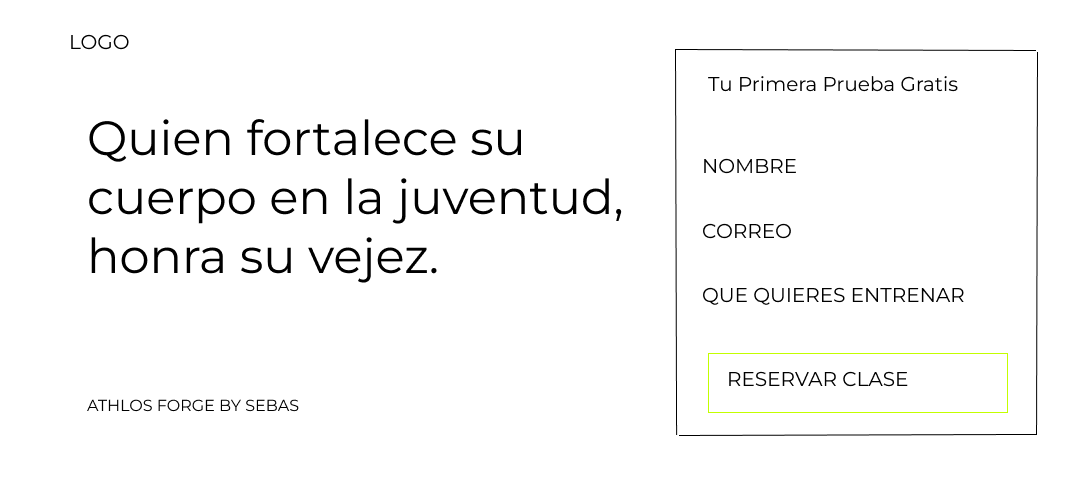 LOGO
Quien fortalece su
cuerpo en la juventud,
honra su vejez.
ATHLOS FORGE BY SEBAS
Tu Primera Prueba Gratis
NOMBRE
CORREO
QUE QUIERES ENTRENAR
RESERVAR CLASE